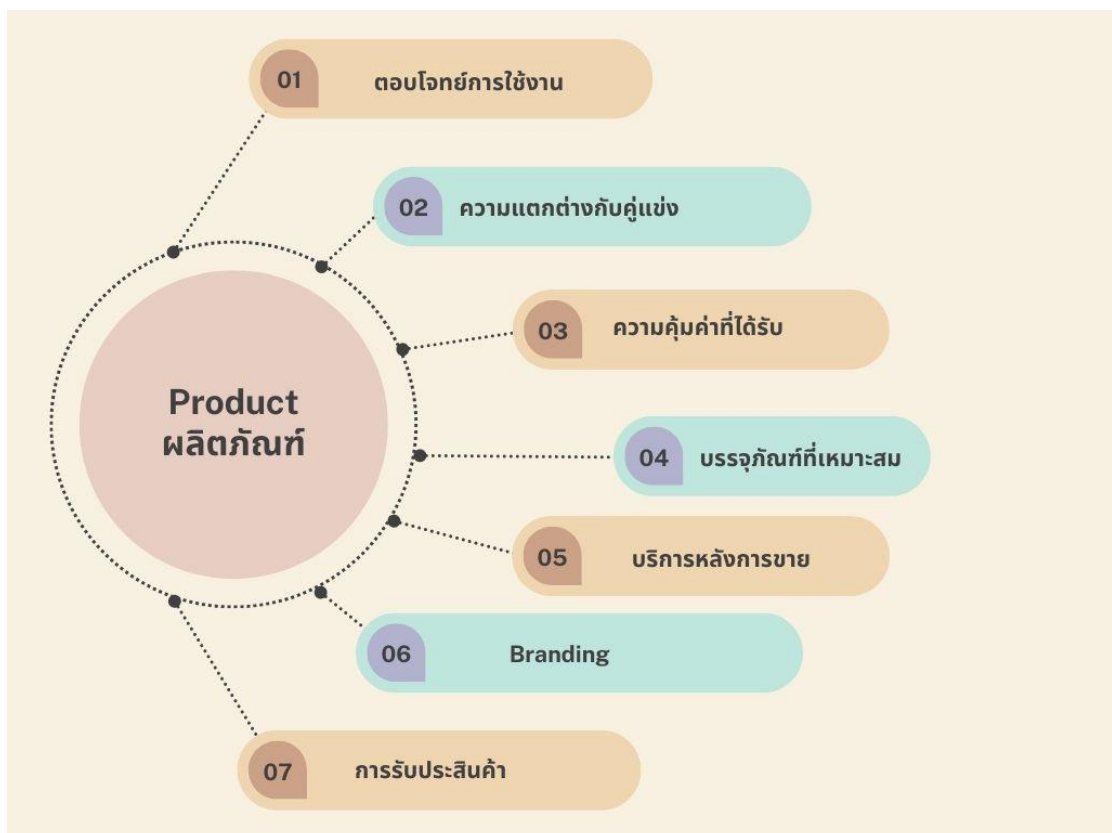 01
ตอบโจทย์การใช้งาน
02
ความแตกต่างกับคู่แข่ง
03
ความคุ้มค่าที่ได้รับ
Product
ผลิตภัณฑ์
04
บรรจุภัณฑ์ที่เหมาะสม
05
บริการหลังการขาย
06
Branding
07
การรับประสินค้า